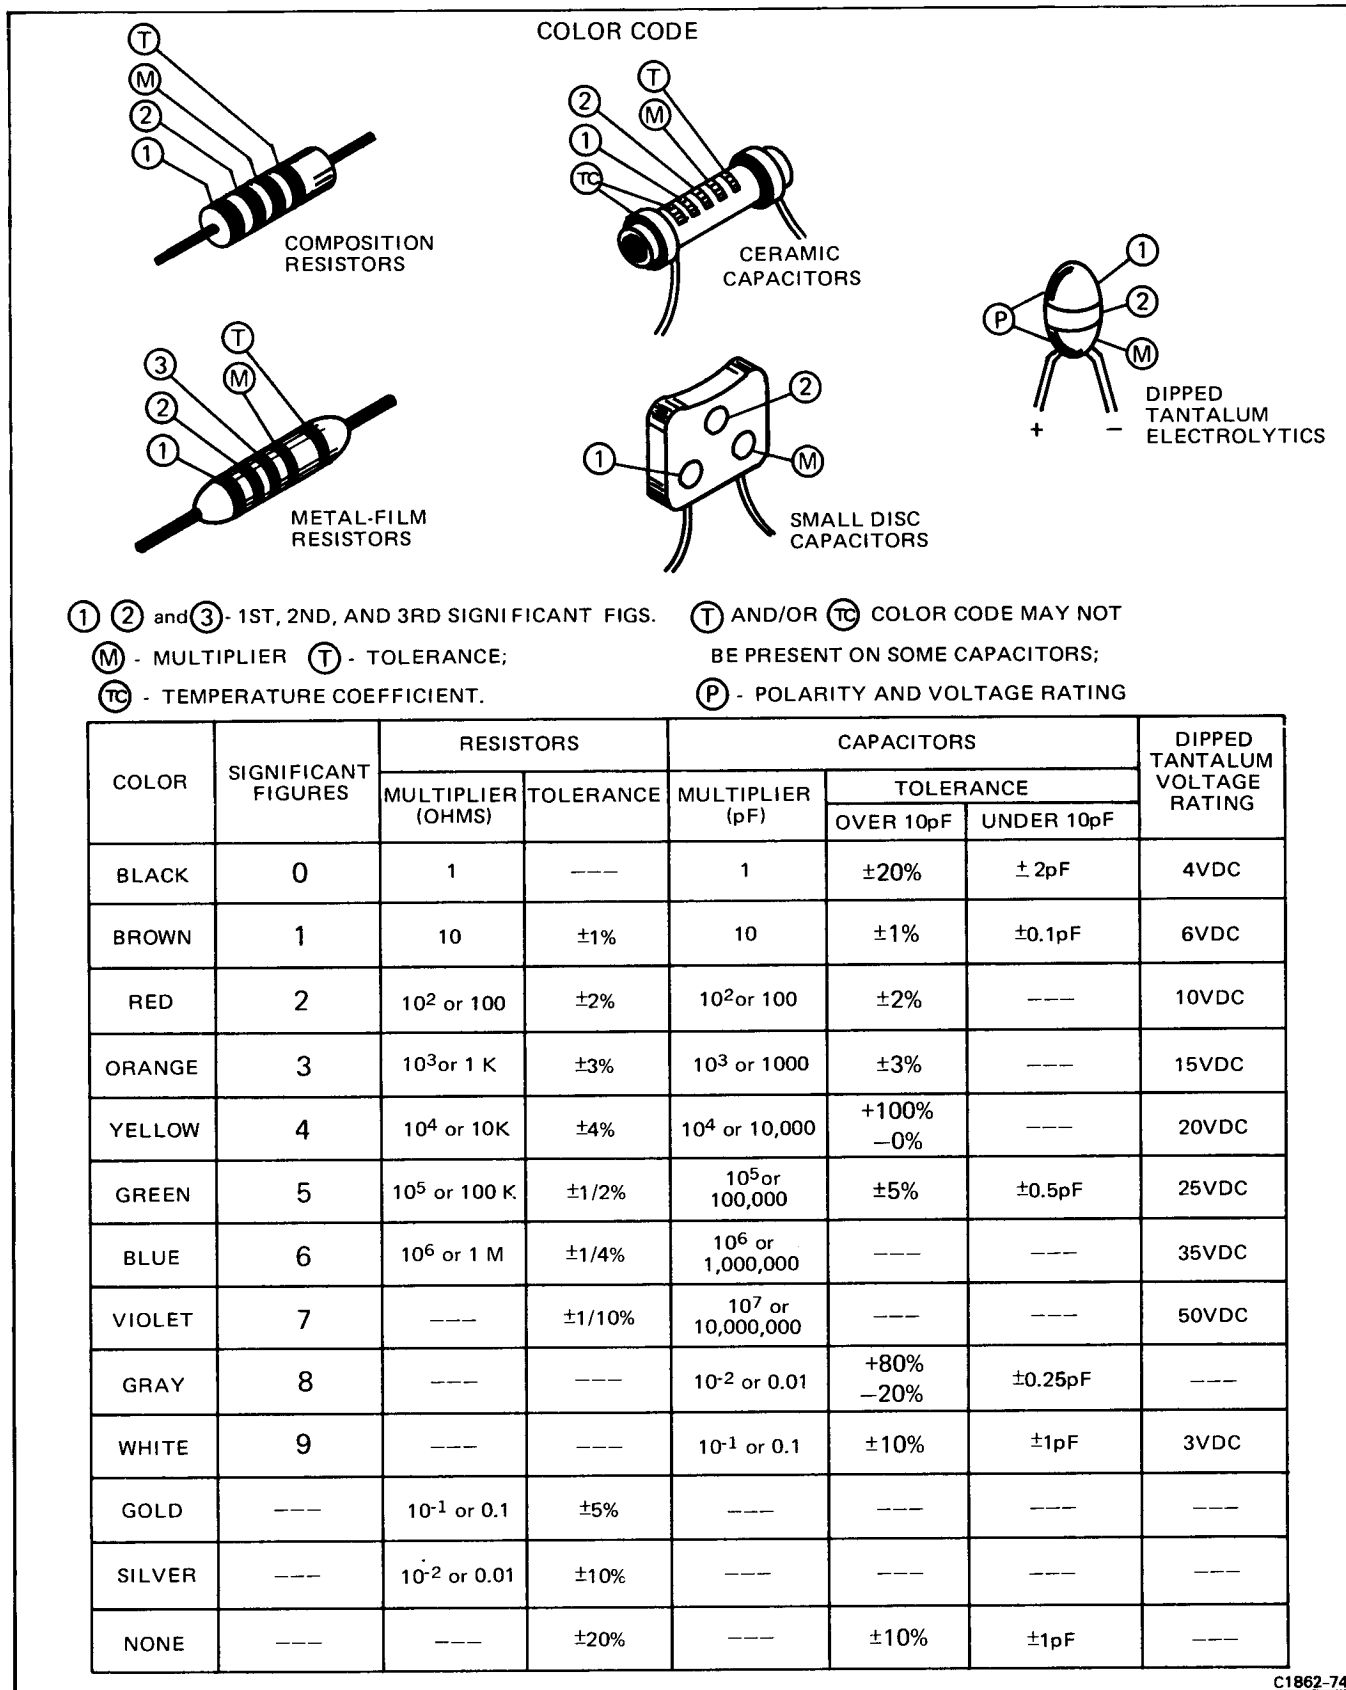 COLOR CODE
T
M
2
1
COMPOSITION
RESISTORS
T
M
2
1
TC
CERAMIC
CAPACITORS
1
2
M
P
+ −
DIPPED
TANTALUM
ELECTROLYTICS
T
3
M
2
1
METAL-FILM
RESISTORS
2
1
M
SMALL DISC
CAPACITORS
1 2 and 3 - 1ST, 2ND, AND 3RD SIGNIFICANT FIGS.
M - MULTIPLIER T - TOLERANCE;
TC - TEMPERATURE COEFFICIENT.
T AND/OR TC COLOR CODE MAY NOT
BE PRESENT ON SOME CAPACITORS;
P - POLARITY AND VOLTAGE RATING
COLOR
SIGNIFICANT
FIGURES
RESISTORS
MULTIPLIER
(OHMS)
TOLERANCE
CAPACITORS
MULTIPLIER
(pF)
TOLERANCE
OVER 10pF
UNDER 10pF
DIPPED
TANTALUM
VOLTAGE
RATING
BLACK 0 1 --- 1 ±20% ±2pF 4VDC
BROWN 1 10 ±1% 10 ±1% ±0.1pF 6VDC
RED 2 10² or 100 ±2% 10² or 100 ±2% --- 10VDC
ORANGE 3 10³ or 1 K ±3% 10³ or 1000 ±3% --- 15VDC
YELLOW 4 10⁴ or 10K ±4% 10⁴ or 10,000 +100% −0% --- 20VDC
GREEN 5 10⁵ or 100 K ±1/2% 10⁵ or 100,000 ±5% ±0.5pF 25VDC
BLUE 6 10⁶ or 1 M ±1/4% 10⁶ or 1,000,000 --- --- 35VDC
VIOLET 7 --- ±1/10% 10⁷ or 10,000,000 --- --- 50VDC
GRAY 8 --- --- 10⁻² or 0.01 +80% −20% ±0.25pF ---
WHITE 9 --- --- 10⁻¹ or 0.1 ±10% ±1pF 3VDC
GOLD --- 10⁻¹ or 0.1 ±5% --- --- --- ---
SILVER --- 10⁻² or 0.01 ±10% --- --- --- ---
NONE --- --- ±20% --- ±10% ±1pF ---
C1862-74